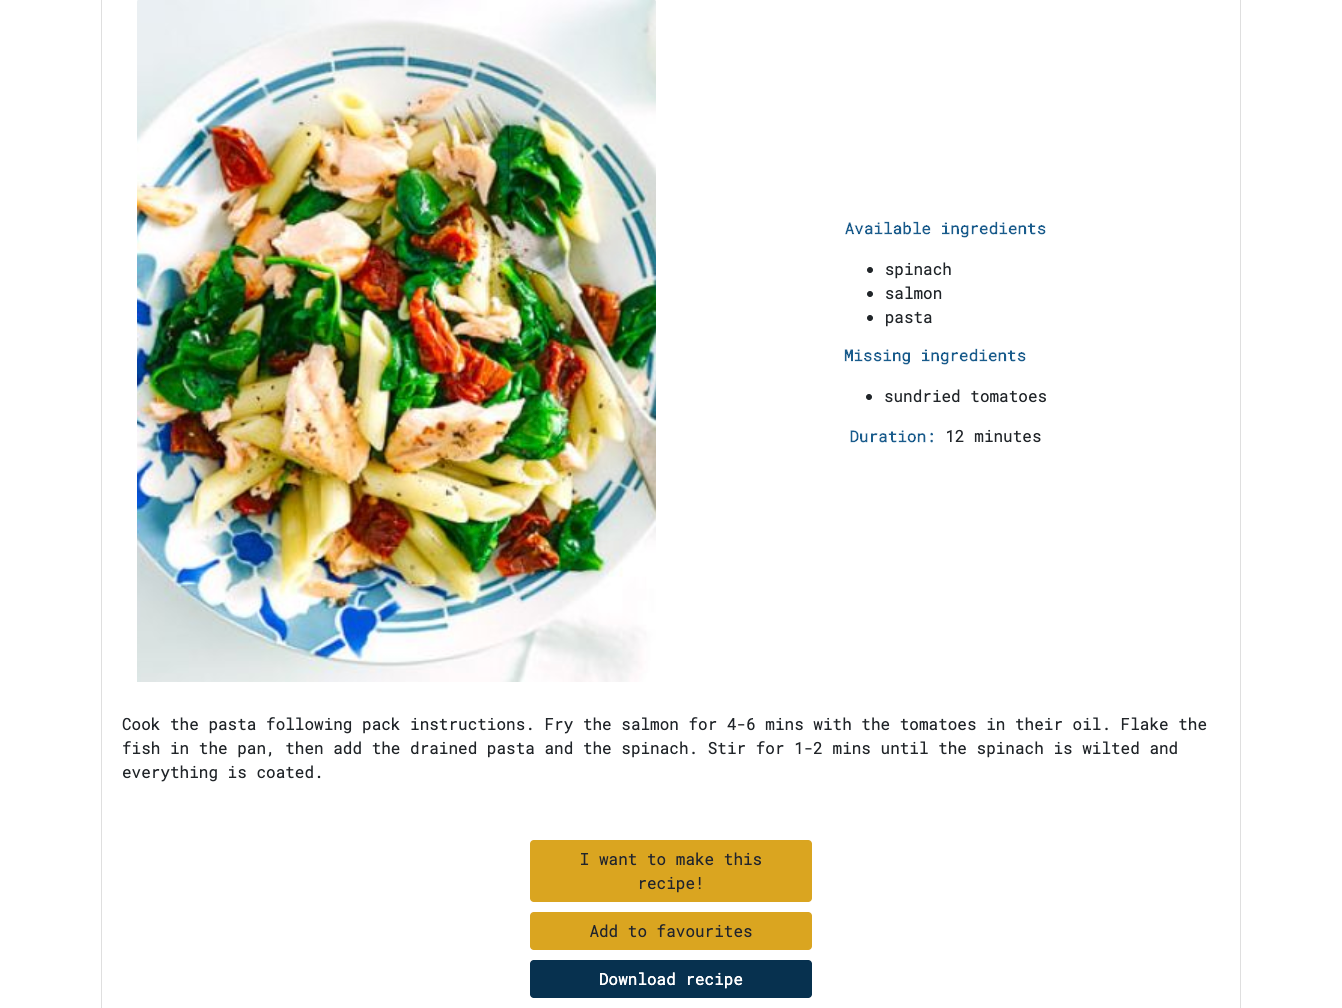 Available ingredients
spinach
salmon
pasta
Missing ingredients
sundried tomatoes
Duration: 12 minutes
Cook the pasta following pack instructions. Fry the salmon for 4-6 mins with the tomatoes in their oil. Flake the
fish in the pan, then add the drained pasta and the spinach. Stir for 1-2 mins until the spinach is wilted and
everything is coated.
I want to make this
recipe!
Add to favourites
Download recipe